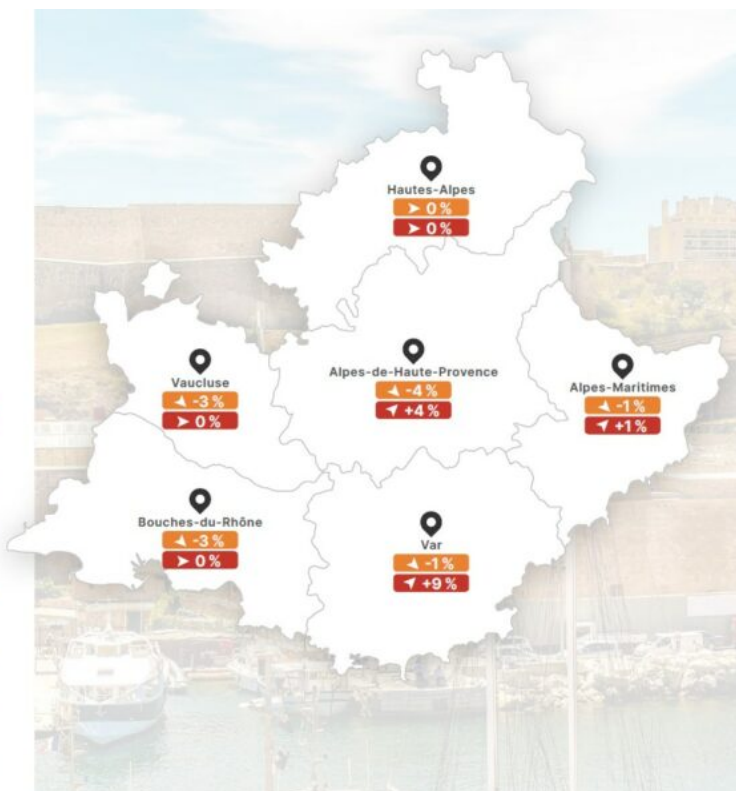 Hautes-Alpes
0 %
0 %
Alpes-de-Haute-Provence
-4 %
+4 %
Vaucluse
-3 %
0 %
Alpes-Maritimes
-1 %
+1 %
Bouches-du-Rhône
-3 %
0 %
Var
-1 %
+9 %